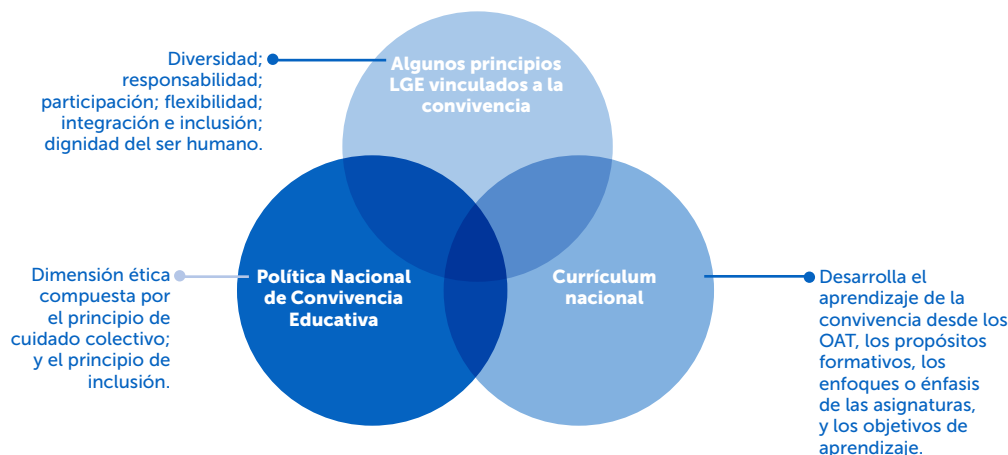 Diversidad;
responsabilidad;
participación; flexibilidad;
integración e inclusión;
dignidad del ser humano.
Algunos principios
LGE vinculados a la
convivencia
Dimensión ética
compuesta por
el principio de
cuidado colectivo;
y el principio de
inclusión.
Política Nacional
de Convivencia
Educativa
Currículum
nacional
Desarrolla el
aprendizaje de la
convivencia desde los
OAT, los propósitos
formativos, los
enfoques o énfasis
de las asignaturas,
y los objetivos de
aprendizaje.